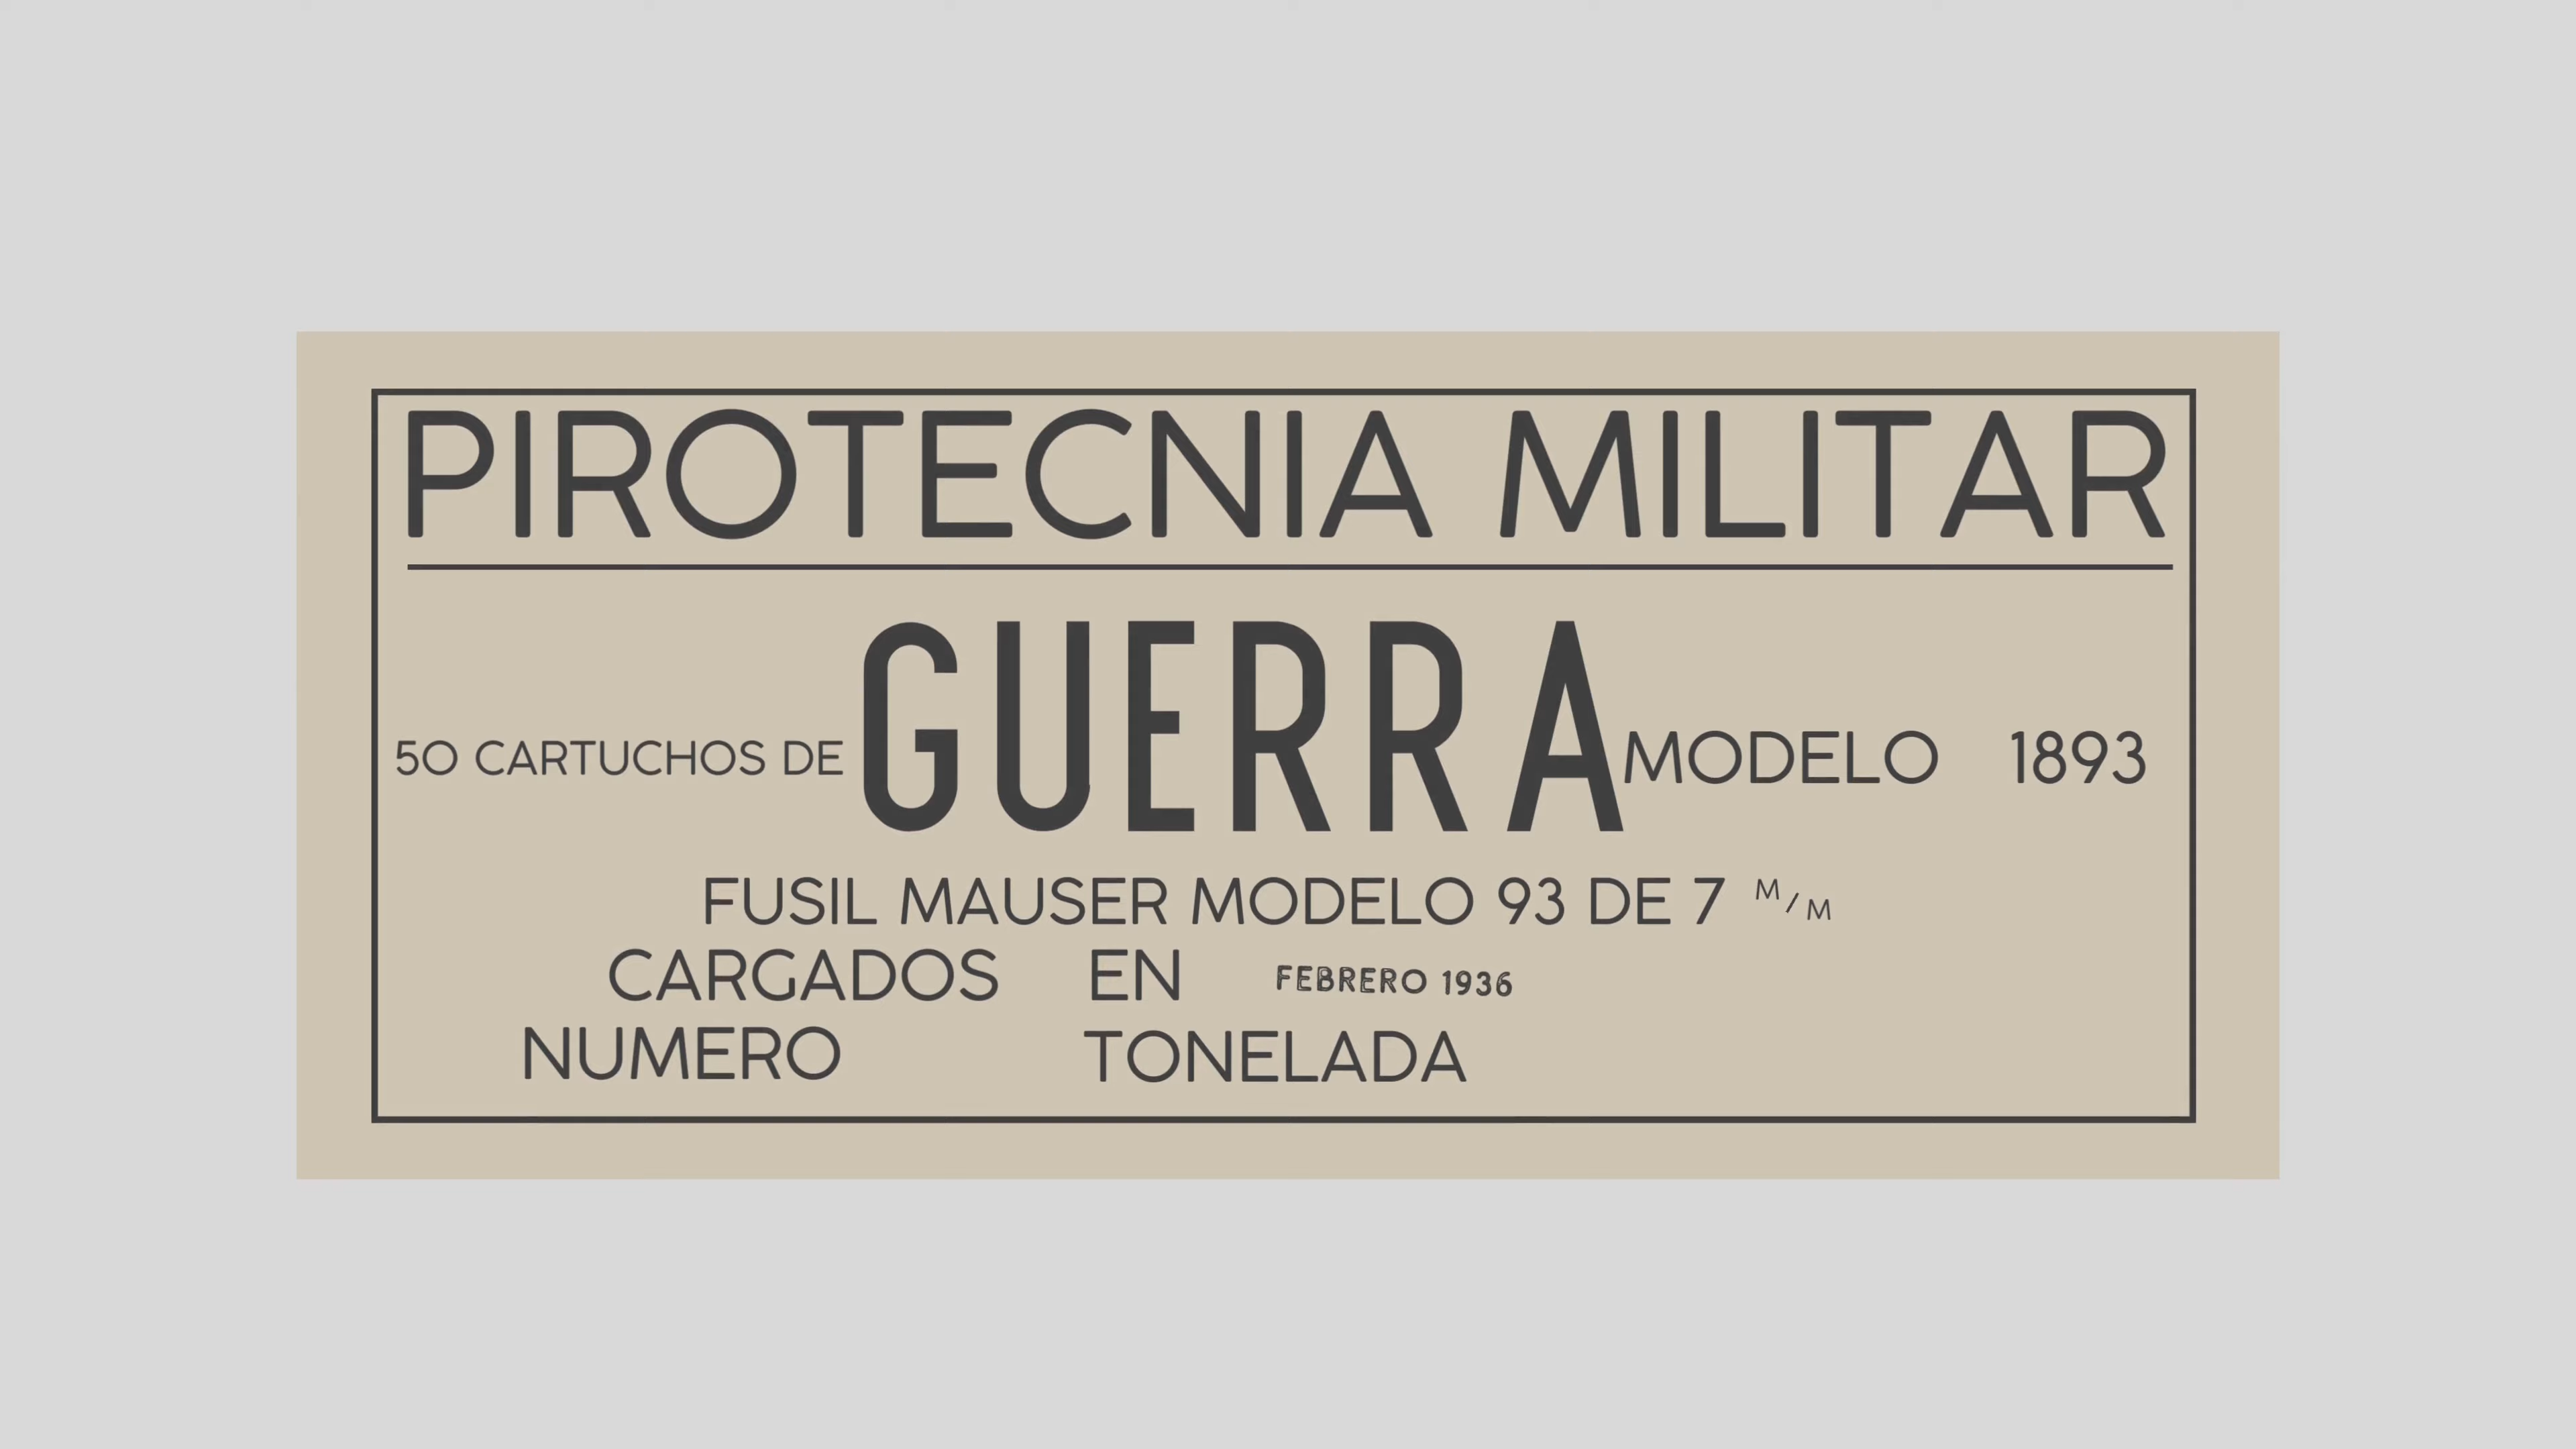 PIROTECNIA MILITAR
50 CARTUCHOS DE GUERRA MODELO 1893
FUSIL MAUSER MODELO 93 DE 7 M/M
CARGADOS EN FEBRERO 1936
NUMERO TONELADA